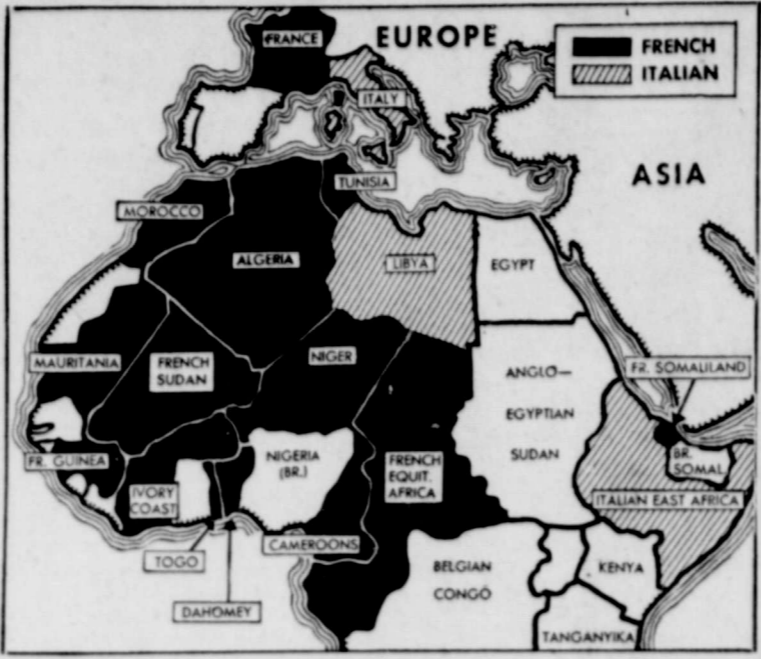 FRANCE
EUROPE
FRENCH
ITALIAN
ITALY
ASIA
TUNISIA
MOROCCO
ALGERIA
LIBYA
EGYPT
MAURITANIA
FRENCH
SUDAN
NIGER
ANGLO—
EGYPTIAN
SUDAN
FR. SOMALILAND
FR. GUINEA
IVORY
COAST
NIGERIA
(BR.)
FRENCH
EQUIT.
AFRICA
BR.
SOMAL.
ITALIAN EAST AFRICA
TOGO
CAMEROONS
DAHOMEY
BELGIAN
CONGO
KENYA
TANGANYIKA